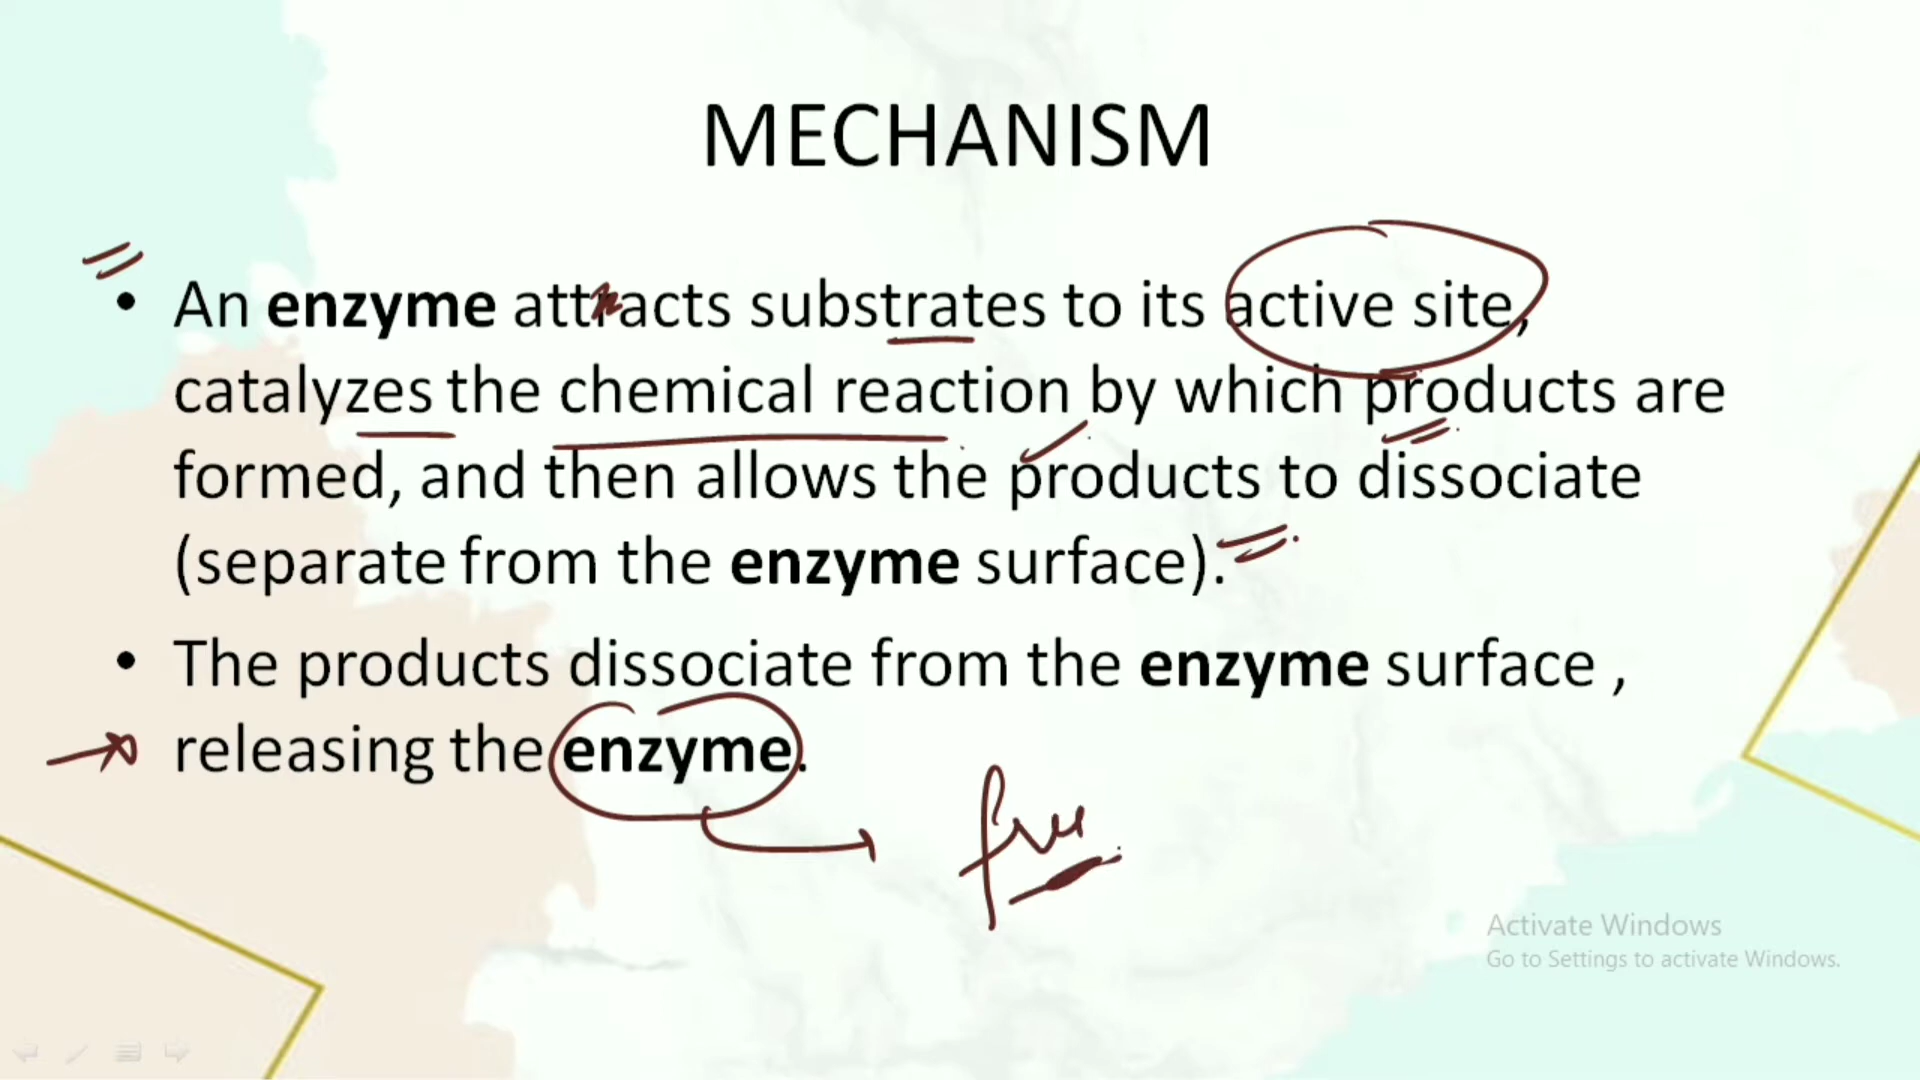 MECHANISM
• An enzyme attracts substrates to its active site,
catalyzes the chemical reaction by which products are
formed, and then allows the products to dissociate
(separate from the enzyme surface).
• The products dissociate from the enzyme surface ,
releasing the enzyme.
free
Activate Windows
Go to Settings to activate Windows.